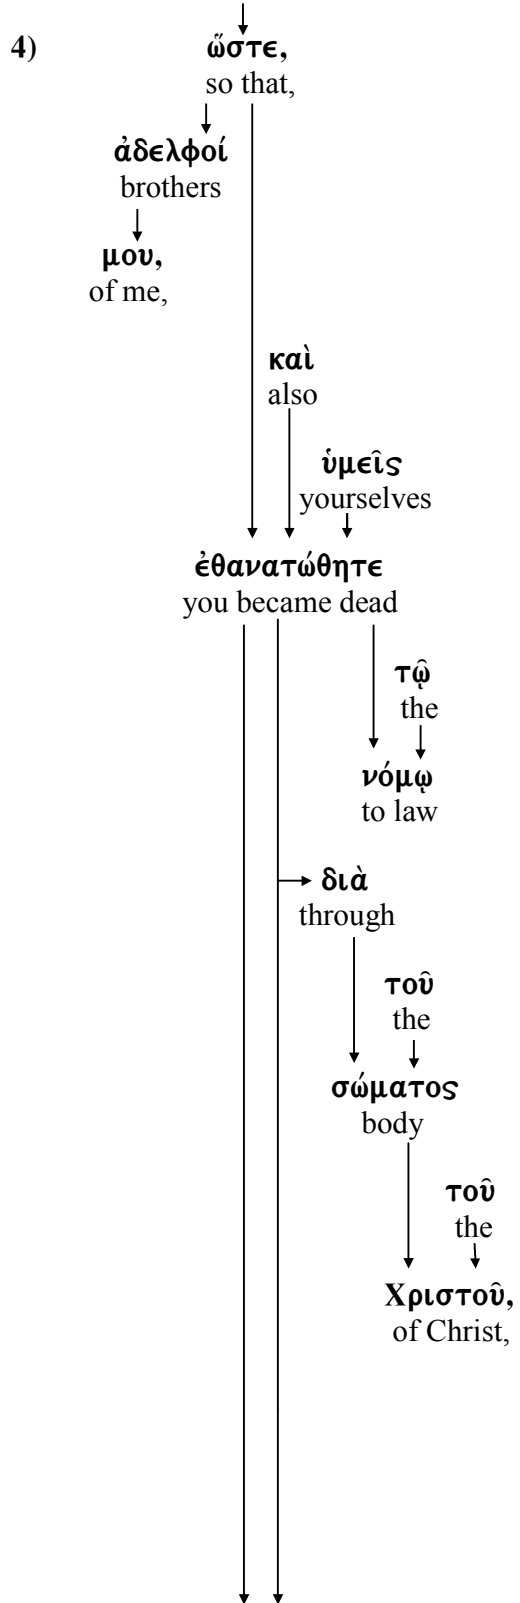 4)
ὥστε,
so that,
ἀδελφοί
brothers
μου,
of me,
καὶ
also
ὑμεῖς
yourselves
ἐθανατώθητε
you became dead
τῷ
the
νόμῳ
to law
διὰ
through
τοῦ
the
σώματος
body
τοῦ
the
Χριστοῦ,
of Christ,